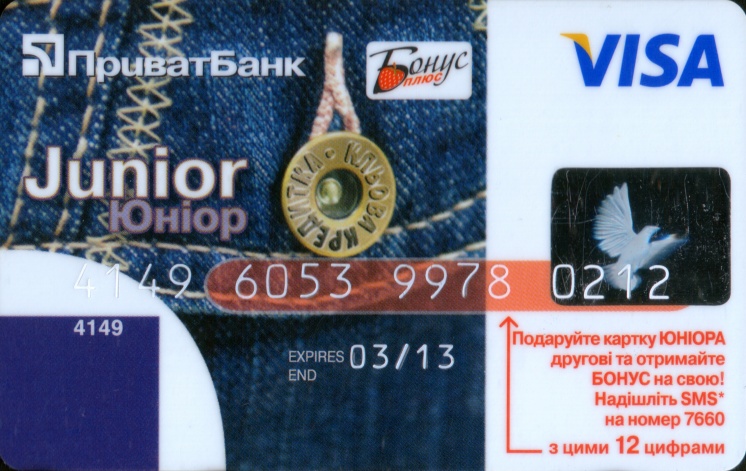 ПриватБанк
Бонус
плюс
VISA
Junior
Юніор
КЛЬОВА КРЕДИТКА •
4149 6053 9978 0212
4149
EXPIRES
END
03/13
Подаруйте картку ЮНІОРА
другові та отримайте
БОНУС на свою!
Надішліть SMS*
на номер 7660
з цими 12 цифрами